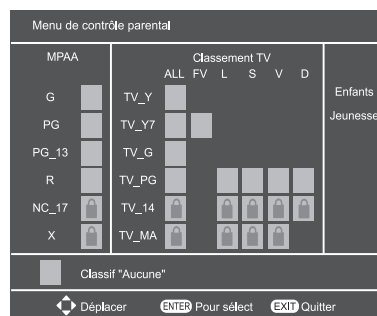 Menu de contrôle parental
MPAA
Classement TV
ALL FV L S V D
G TV_Y
PG TV_Y7
PG_13 TV_G
R TV_PG
NC_17 TV_14
X TV_MA
Enfants
Jeunesse
Classif "Aucune"
Déplacer ENTER Pour sélect EXIT Quitter